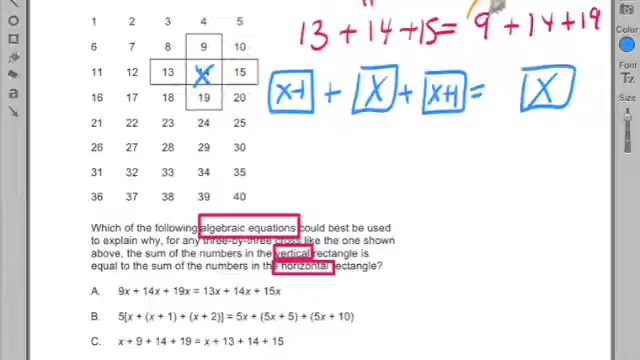 1 2 3 4 5
13 + 14 + 15 = 9 + 14 + 19
6 7 8 9 10
11 12 13 X 15
x-1 + x + x+1 = x
16 17 18 19 20
21 22 23 24 25
26 27 28 29 30
31 32 33 34 35
36 37 38 39 40
Which of the following algebraic equations could best be used
to explain why, for any three-by-three cross like the one shown
above, the sum of the numbers in the vertical rectangle is
equal to the sum of the numbers in the horizontal rectangle?
A. 9x + 14x + 19x = 13x + 14x + 15x
B. 5[x + (x + 1) + (x + 2)] = 5x + (5x + 5) + (5x + 10)
C. x + 9 + 14 + 19 = x + 13 + 14 + 15
Color
Font
Tz
Size